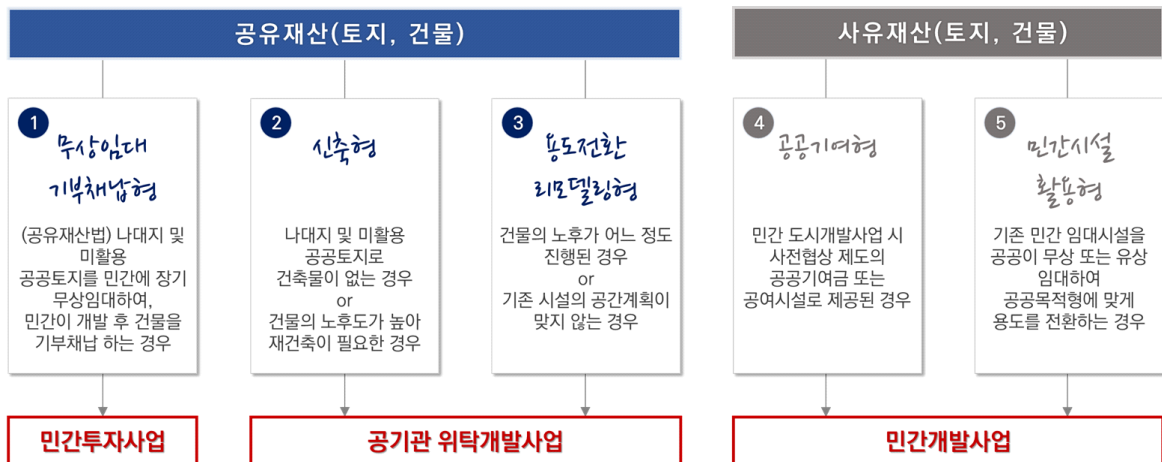 공유재산(토지, 건물)
사유재산(토지, 건물)
1
무상임대
기부채납형
(공유재산법) 나대지 및
미활용
공공토지를 민간에 장기
무상임대하여,
민간이 개발 후 건물을
기부채납 하는 경우
2
신축형
나대지 및 미활용
공공토지로
건축물이 없는 경우
or
건물의 노후도가 높아
재건축이 필요한 경우
3
용도전환
리모델링형
건물의 노후가 어느 정도
진행된 경우
or
기존 시설의 공간계획이
맞지 않는 경우
4
공공기여형
민간 도시개발사업 시
사전협상 제도의
공공기여금 또는
공여시설로 제공된 경우
5
민간시설
활용형
기존 민간 임대시설을
공공이 무상 또는 유상
임대하여
공공목적형에 맞게
용도를 전환하는 경우
민간투자사업
공기관 위탁개발사업
민간개발사업